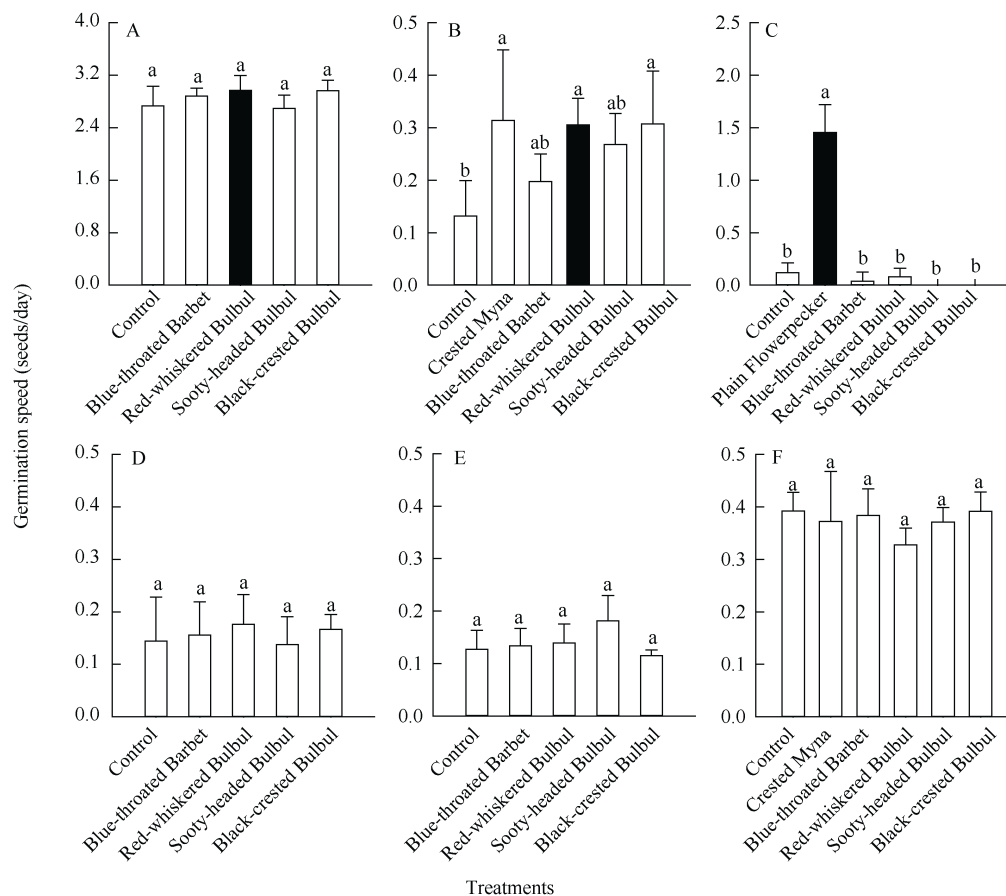 Germination speed (seeds/day)
A
4.0
3.2
2.4
1.6
0.8
0.0
a
a
a
a
a
Control
Blue-throated Barbet
Red-whiskered Bulbul
Sooty-headed Bulbul
Black-crested Bulbul
B
0.5
0.4
0.3
0.2
0.1
0.0
b
a
ab
a
ab
a
Control
Crested Myna
Blue-throated Barbet
Red-whiskered Bulbul
Sooty-headed Bulbul
Black-crested Bulbul
C
2.5
2.0
1.5
1.0
0.5
0.0
b
a
b
b
b
b
Control
Plain Flowerpecker
Blue-throated Barbet
Red-whiskered Bulbul
Sooty-headed Bulbul
Black-crested Bulbul
D
0.5
0.4
0.3
0.2
0.1
0.0
a
a
a
a
a
Control
Blue-throated Barbet
Red-whiskered Bulbul
Sooty-headed Bulbul
Black-crested Bulbul
E
0.5
0.4
0.3
0.2
0.1
0.0
a
a
a
a
a
Control
Blue-throated Barbet
Red-whiskered Bulbul
Sooty-headed Bulbul
Black-crested Bulbul
F
0.5
0.4
0.3
0.2
0.1
0.0
a
a
a
a
a
a
Control
Crested Myna
Blue-throated Barbet
Red-whiskered Bulbul
Sooty-headed Bulbul
Black-crested Bulbul
Treatments